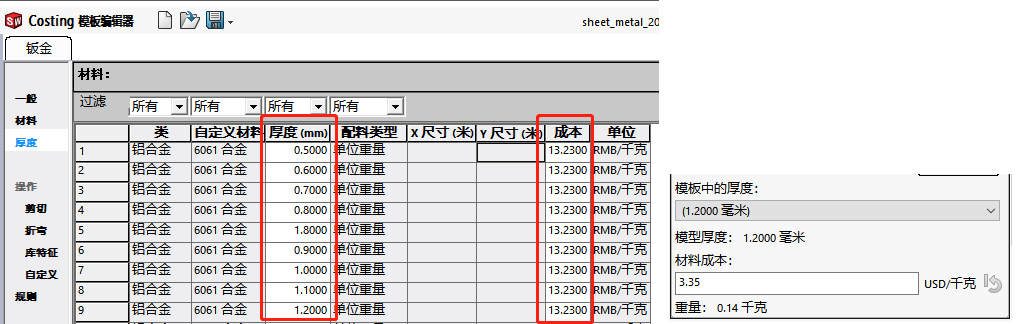 SW Costing 模板编辑器
sheet_metal_20
钣金
材料：
一般
材料
厚度
操作
剪切
折弯
库特征
自定义
规则
过滤 所有 所有 所有 所有
类 自定义材料 厚度 (mm) 配料类型 X 尺寸 (米) Y 尺寸 (米) 成本 单位
1 铝合金 6061 合金 0.5000 单位重量 13.2300 RMB/千克
2 铝合金 6061 合金 0.6000 单位重量 13.2300 RMB/千克
3 铝合金 6061 合金 0.7000 单位重量 13.2300 RMB/千克
4 铝合金 6061 合金 0.8000 单位重量 13.2300 RMB/千克
5 铝合金 6061 合金 1.8000 单位重量 13.2300 RMB/千克
6 铝合金 6061 合金 0.9000 单位重量 13.2300 RMB/千克
7 铝合金 6061 合金 1.0000 单位重量 13.2300 RMB/千克
8 铝合金 6061 合金 1.1000 单位重量 13.2300 RMB/千克
9 铝合金 6061 合金 1.2000 单位重量 13.2300 RMB/千克
模板中的厚度：
(1.2000 毫米)
模型厚度： 1.2000 毫米
材料成本：
3.35 USD/千克
重量： 0.14 千克